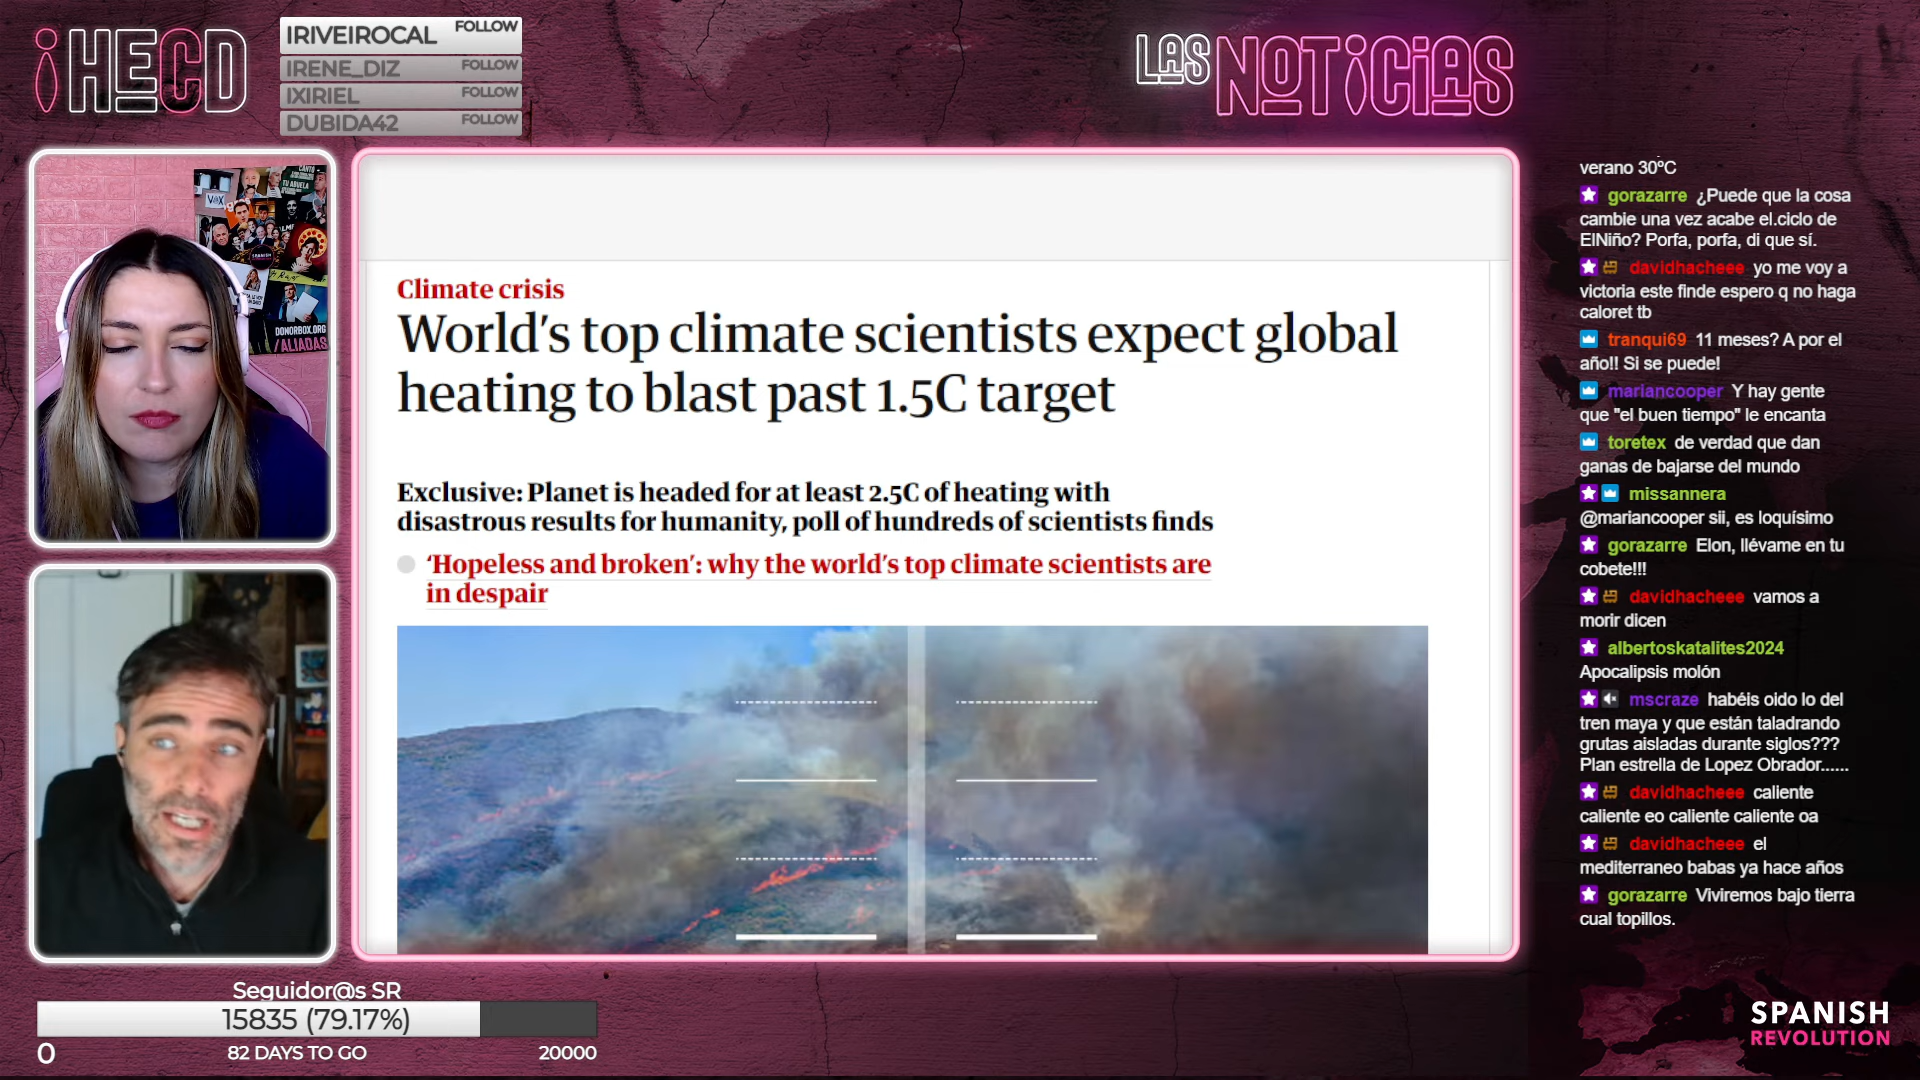 ¡HECD
IRIVEIROCAL FOLLOW
IRENE_DIZ FOLLOW
IXIRIEL FOLLOW
DUBIDA42 FOLLOW
LAS NOTICIAS
VOX
DONORBOX.ORG
/ALIADAS
Climate crisis
World's top climate scientists expect global
heating to blast past 1.5C target
Exclusive: Planet is headed for at least 2.5C of heating with
disastrous results for humanity, poll of hundreds of scientists finds
'Hopeless and broken': why the world's top climate scientists are
in despair
verano 30ºC
gorazarre ¿Puede que la cosa
cambie una vez acabe el.ciclo de
ElNiño? Porfa, porfa, di que sí.
davidhacheee yo me voy a
victoria este finde espero q no haga
caloret tb
tranqui69 11 meses? A por el
año!! Si se puede!
mariancooper Y hay gente
que "el buen tiempo" le encanta
toretex de verdad que dan
ganas de bajarse del mundo
missannera
@mariancooper sii, es loquísimo
gorazarre Elon, llévame en tu
cohete!!!
davidhacheee vamos a
morir dicen
albertoskatalites2024
Apocalipsis molón
mscraze habéis oido lo del
tren maya y que están taladrando
grutas aisladas durante siglos???
Plan estrella de Lopez Obrador......
davidhacheee caliente
caliente eo caliente caliente oa
davidhacheee el
mediterraneo babas ya hace años
gorazarre Viviremos bajo tierra
cual topillos.
Seguidor@s SR
15835 (79.17%)
0 82 DAYS TO GO 20000
SPANISH
REVOLUTION